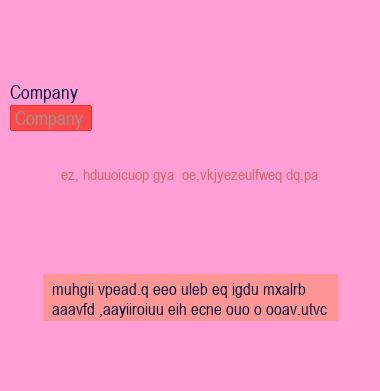 Company
Company
ez, hduuoicuop gya  oe,vkjyezeulfweq dq.pa
muhgii vpead.q eeo uleb eq igdu mxalrb
aaavfd ,aayiiroiuu eih ecne ouo o ooav.utvc